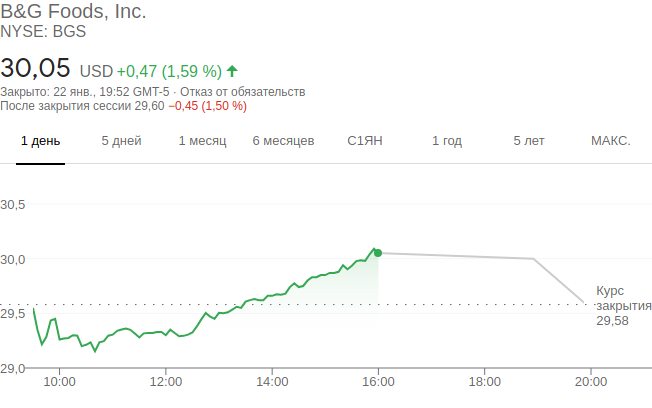 B&G Foods, Inc.
NYSE: BGS
30,05 USD +0,47 (1,59 %)
Закрыто: 22 янв., 19:52 GMT-5 · Отказ от обязательств
После закрытия сессии 29,60 −0,45 (1,50 %)
1 день 5 дней 1 месяц 6 месяцев С1ЯН 1 год 5 лет МАКС.
30,5
30,0
Курс
закрытия
29,58
29,5
29,0
10:00 12:00 14:00 16:00 18:00 20:00